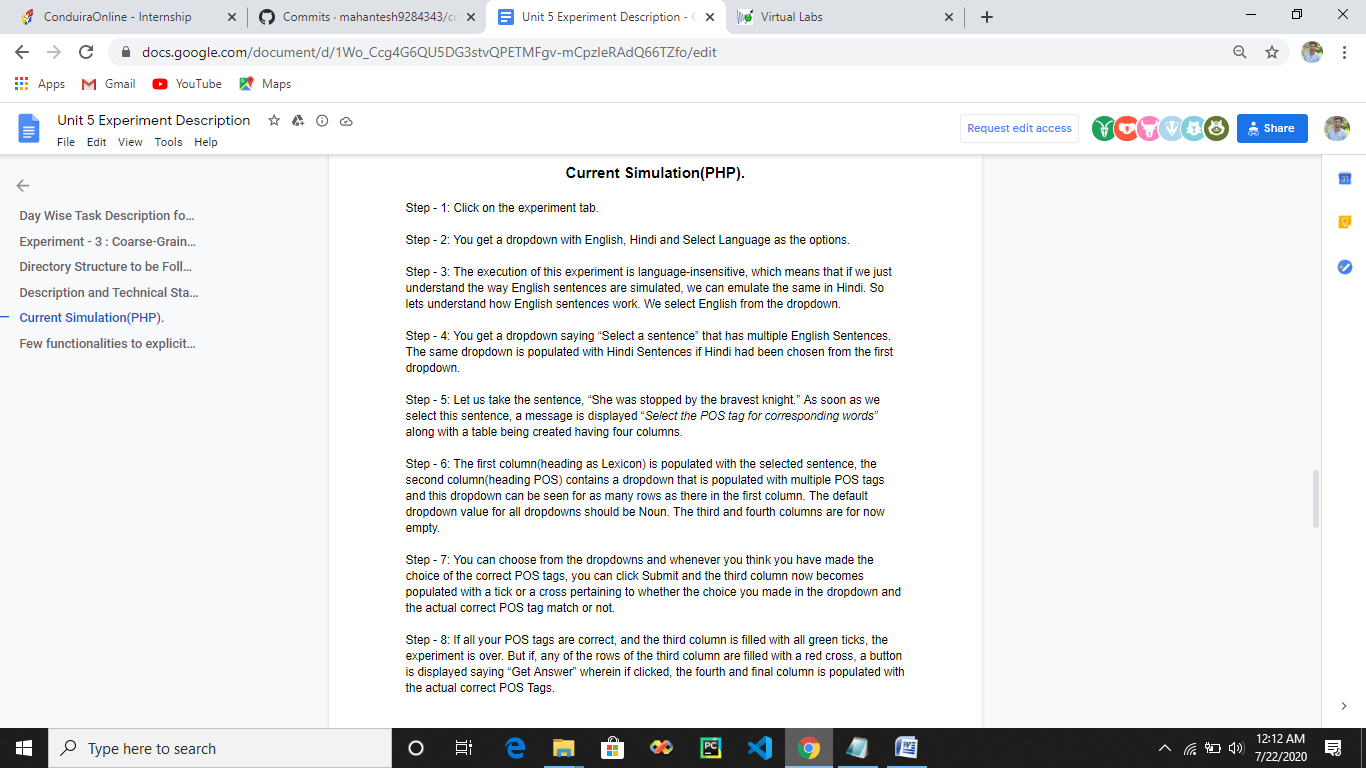 ConduiraOnline - Internship
Commits · mahantesh9284343/cc
Unit 5 Experiment Description - G
Virtual Labs
docs.google.com/document/d/1Wo_Ccg4G6QU5DG3stvQPETMFgv-mCpzleRAdQ66TZfo/edit
Apps
Gmail
YouTube
Maps
Unit 5 Experiment Description
File Edit View Tools Help
Request edit access
Share
Day Wise Task Description fo...
Experiment - 3 : Coarse-Grain...
Directory Structure to be Foll...
Description and Technical Sta...
Current Simulation(PHP).
Few functionalities to explicit...
Current Simulation(PHP).
Step - 1: Click on the experiment tab.
Step - 2: You get a dropdown with English, Hindi and Select Language as the options.
Step - 3: The execution of this experiment is language-insensitive, which means that if we just
understand the way English sentences are simulated, we can emulate the same in Hindi. So
lets understand how English sentences work. We select English from the dropdown.
Step - 4: You get a dropdown saying “Select a sentence” that has multiple English Sentences.
The same dropdown is populated with Hindi Sentences if Hindi had been chosen from the first
dropdown.
Step - 5: Let us take the sentence, “She was stopped by the bravest knight.” As soon as we
select this sentence, a message is displayed “Select the POS tag for corresponding words”
along with a table being created having four columns.
Step - 6: The first column(heading as Lexicon) is populated with the selected sentence, the
second column(heading POS) contains a dropdown that is populated with multiple POS tags
and this dropdown can be seen for as many rows as there in the first column. The default
dropdown value for all dropdowns should be Noun. The third and fourth columns are for now
empty.
Step - 7: You can choose from the dropdowns and whenever you think you have made the
choice of the correct POS tags, you can click Submit and the third column now becomes
populated with a tick or a cross pertaining to whether the choice you made in the dropdown and
the actual correct POS tag match or not.
Step - 8: If all your POS tags are correct, and the third column is filled with all green ticks, the
experiment is over. But if, any of the rows of the third column are filled with a red cross, a button
is displayed saying “Get Answer” wherein if clicked, the fourth and final column is populated with
the actual correct POS Tags.
31
Type here to search
PC
12:12 AM
7/22/2020